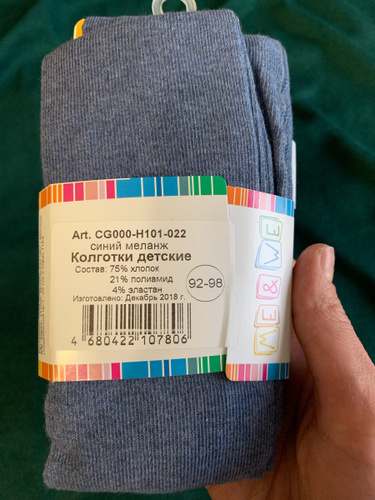 Art. CG000-H101-022
синий меланж
Колготки детские
Состав: 75% хлопок
21% полиамид
4% эластан
Изготовлено: Декабрь 2018 г.
92-98
4 680422 107806
ME & WE